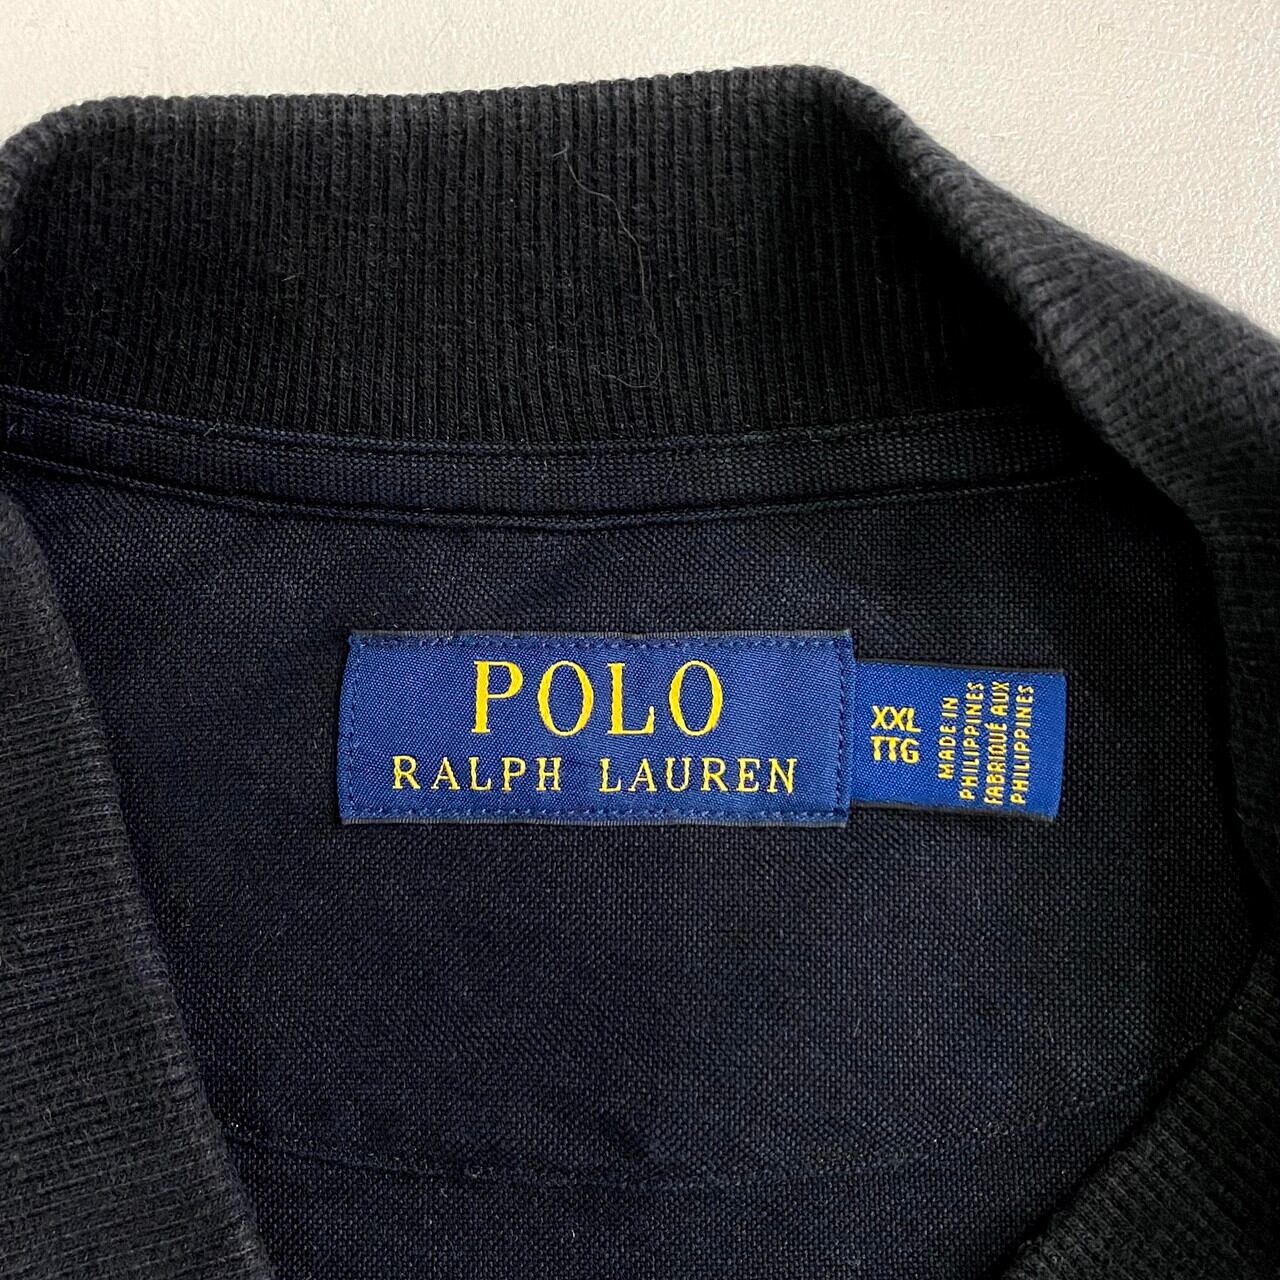 POLO
RALPH LAUREN
XXL
TTG
MADE IN
PHILIPPINES
FABRIQUÉ AUX
PHILIPPINES